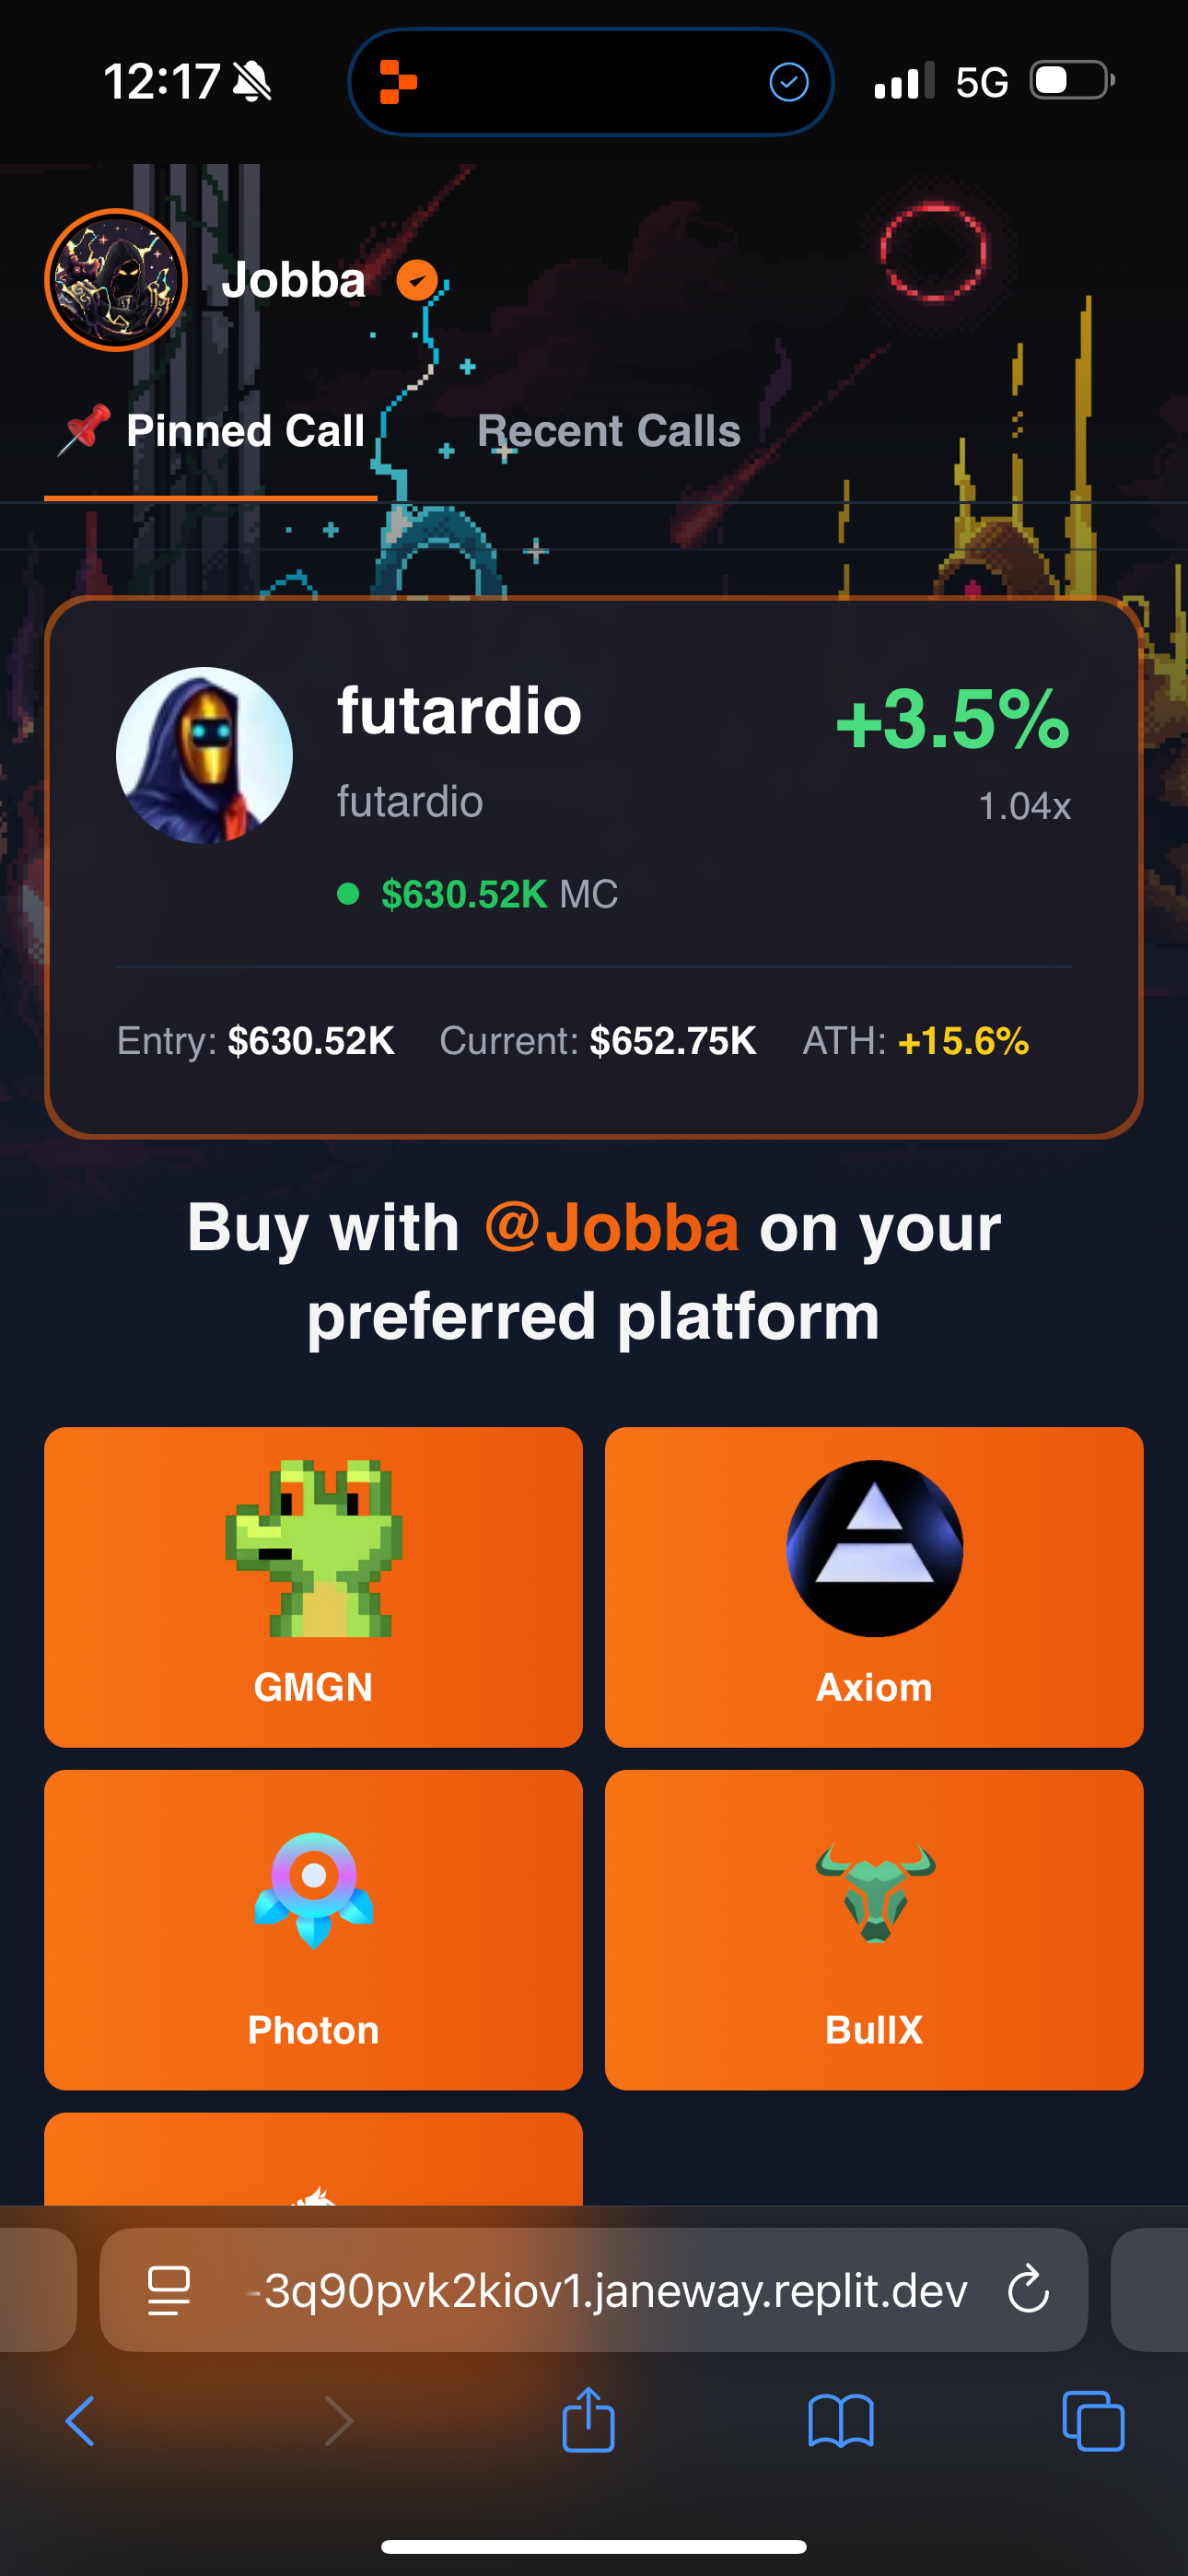 12:17 5G
Jobba
📌 Pinned Call Recent Calls
futardio +3.5%
futardio 1.04x
$630.52K MC
Entry: $630.52K Current: $652.75K ATH: +15.6%
Buy with @Jobba on your
preferred platform
GMGN Axiom
Photon BullX
-3q90pvk2kiov1.janeway.replit.dev